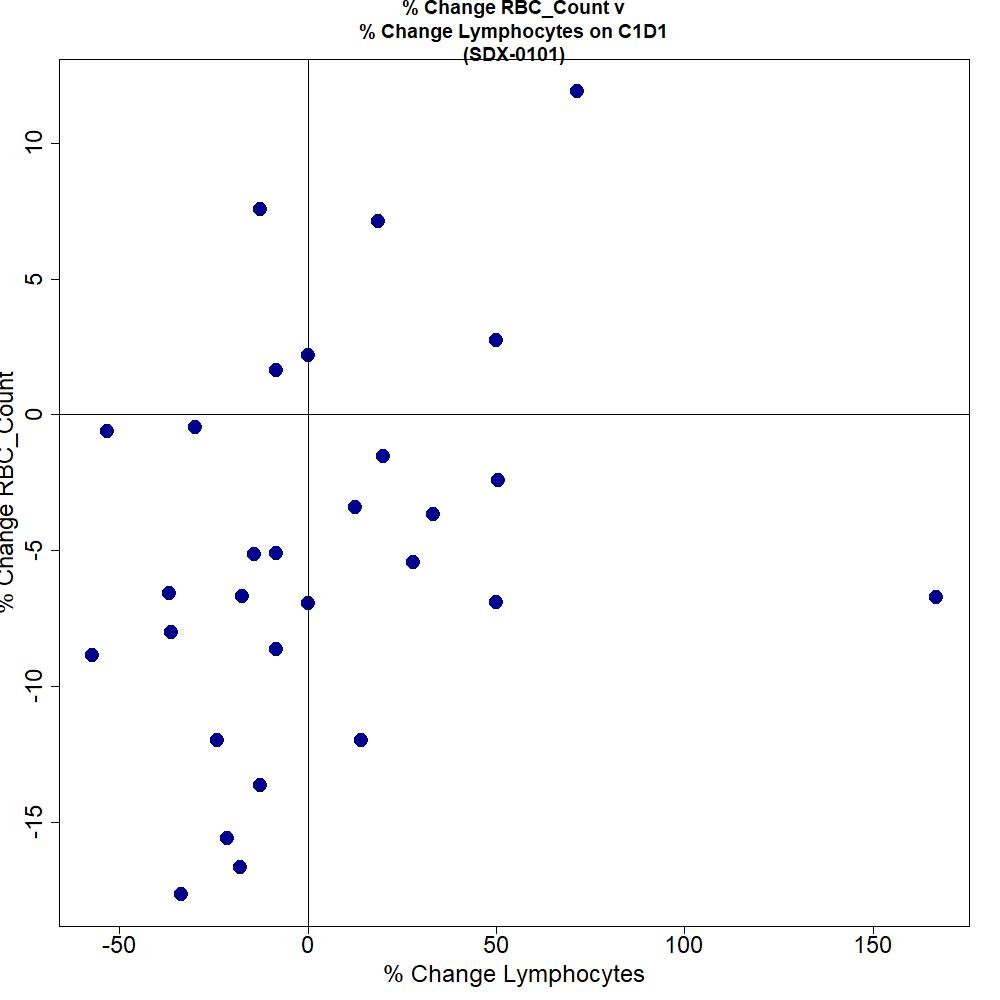 % Change RBC_Count v
% Change Lymphocytes on C1D1
(SDX-0101)
% Change RBC_Count
10
5
0
-5
-10
-15
-50
0
50
100
150
% Change Lymphocytes